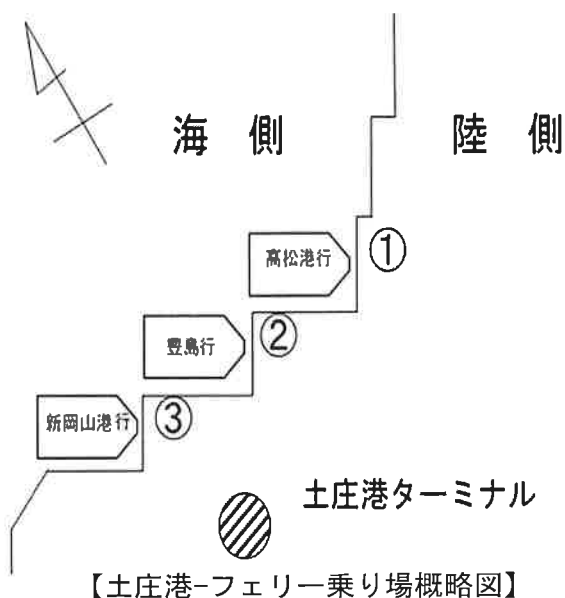 海側
陸側
高松港行
①
豊島行
②
新岡山港行
③
土庄港ターミナル
【土庄港-フェリー乗り場概略図】